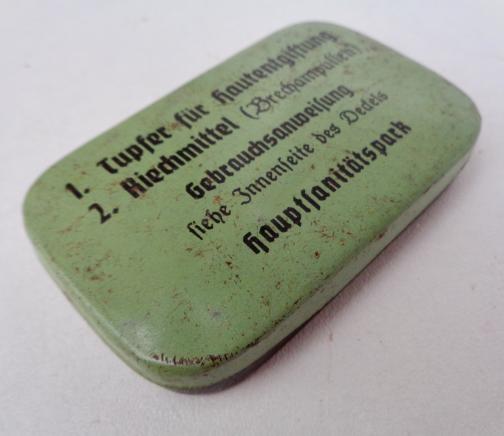 1. Tupfer für Hautentgiftung
2. Riechmittel (Brechampullen)
Gebrauchsanweiſung
ſiehe Innenſeite des Deckels
Hauptſanitätspark